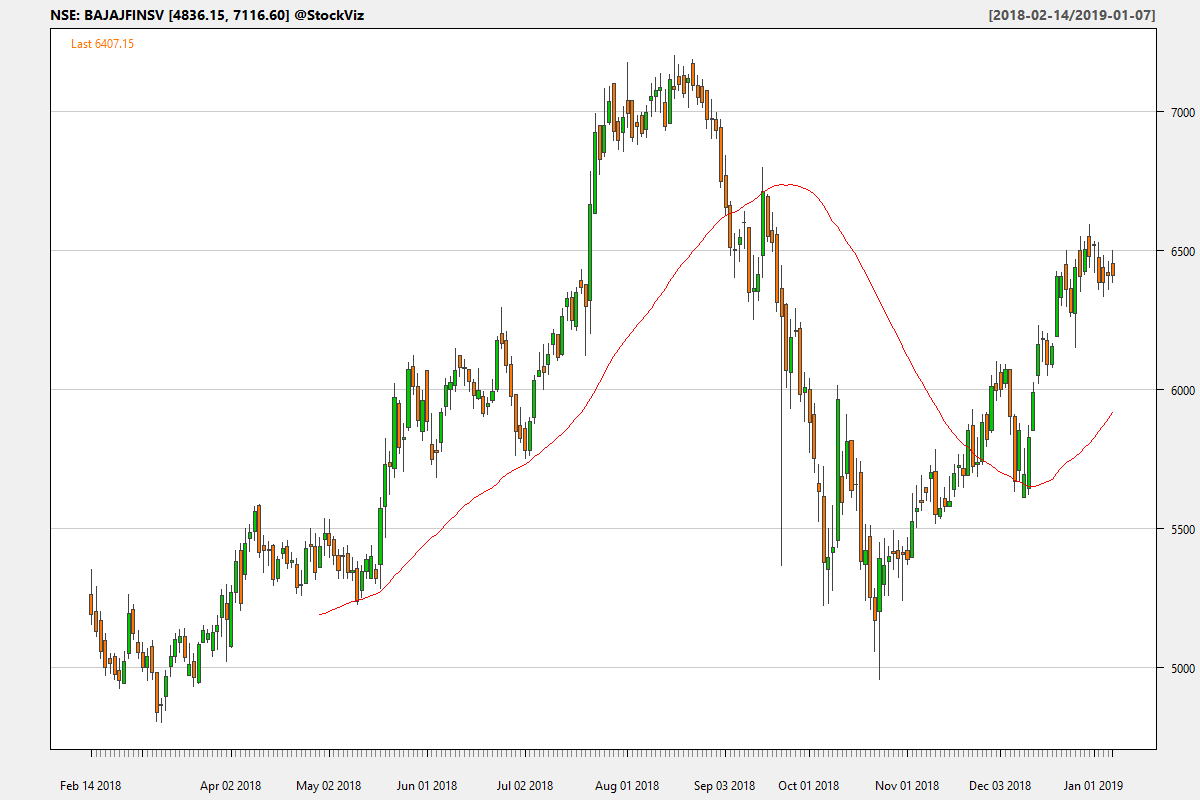 NSE: BAJAJFINSV [4836.15, 7116.60] @StockViz [2018-02-14/2019-01-07]
Last 6407.15
7000
6500
6000
5500
5000
Feb 14 2018 Apr 02 2018 May 02 2018 Jun 01 2018 Jul 02 2018 Aug 01 2018 Sep 03 2018 Oct 01 2018 Nov 01 2018 Dec 03 2018 Jan 01 2019